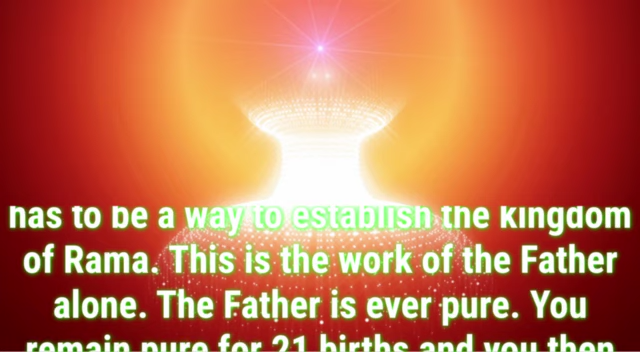 has to be a way to establish the kingdom
of Rama. This is the work of the Father
alone. The Father is ever pure. You
remain pure for 21 births and you then